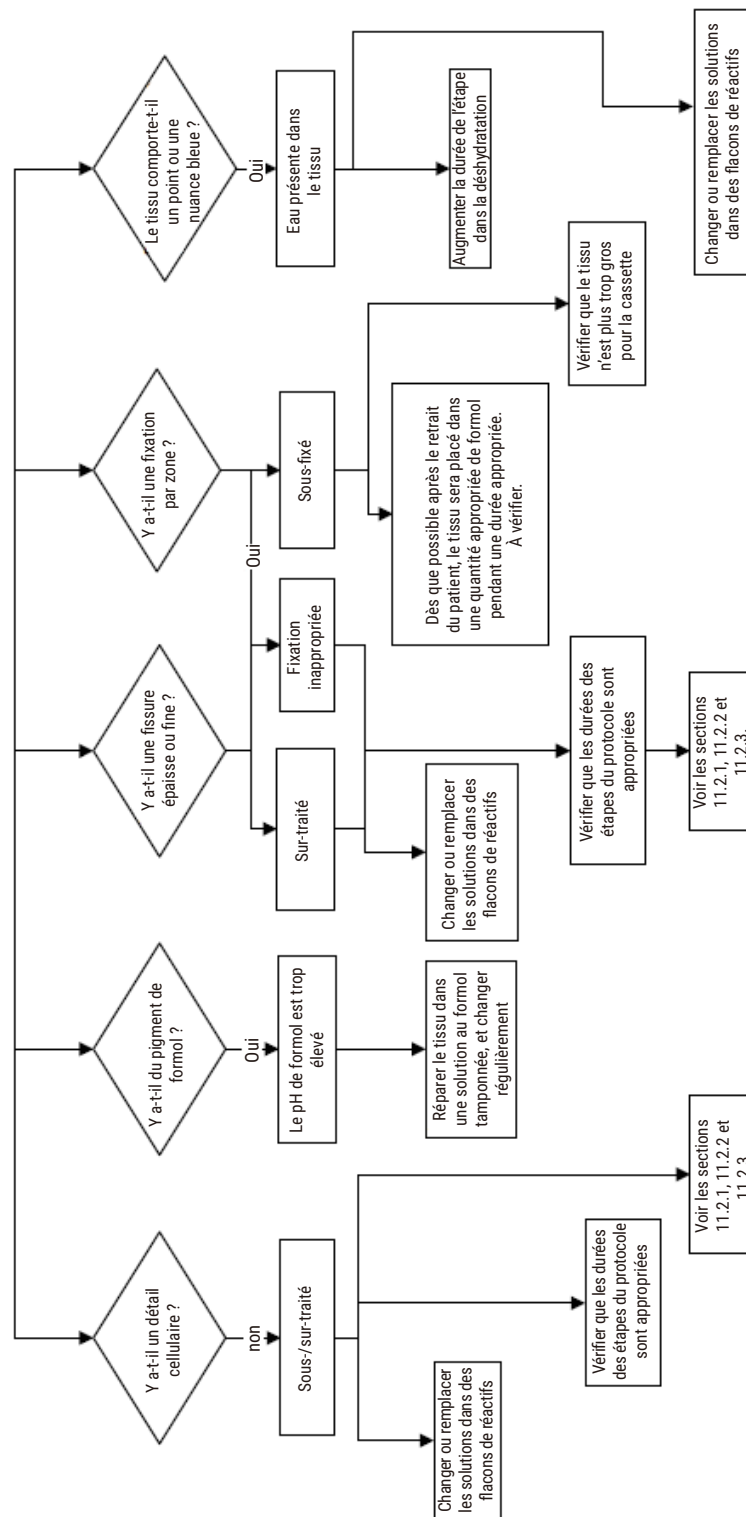 Y a-t-il un détail
cellulaire ?
non
Sous-/sur-traité
Changer ou remplacer
les solutions dans des
flacons de réactifs
Vérifier que les durées
des étapes du protocole
sont appropriées
Voir les sections
11.2.1, 11.2.2 et
11.2.3.
Y a-t-il du pigment de
formol ?
Oui
Le pH de formol est trop
élevé
Réparer le tissu dans
une solution au formol
tamponnée, et changer
régulièrement
Y a-t-il une fissure
épaisse ou fine ?
Sur-traité
Fixation
inappropriée
Changer ou remplacer
les solutions dans des
flacons de réactifs
Vérifier que les durées des
étapes du protocole sont
appropriées
Voir les sections
11.2.1, 11.2.2 et
11.2.3.
Y a-t-il une fixation
par zone ?
Oui
Sous-fixé
Dès que possible après le retrait
du patient, le tissu sera placé dans
une quantité appropriée de formol
pendant une durée appropriée.
À vérifier.
Vérifier que le tissu
n'est plus trop gros
pour la cassette
Le tissu comporte-t-il
un point ou une
nuance bleue ?
Oui
Eau présente dans
le tissu
Augmenter la durée de l'étape
dans la déshydratation
Changer ou remplacer les solutions
dans des flacons de réactifs